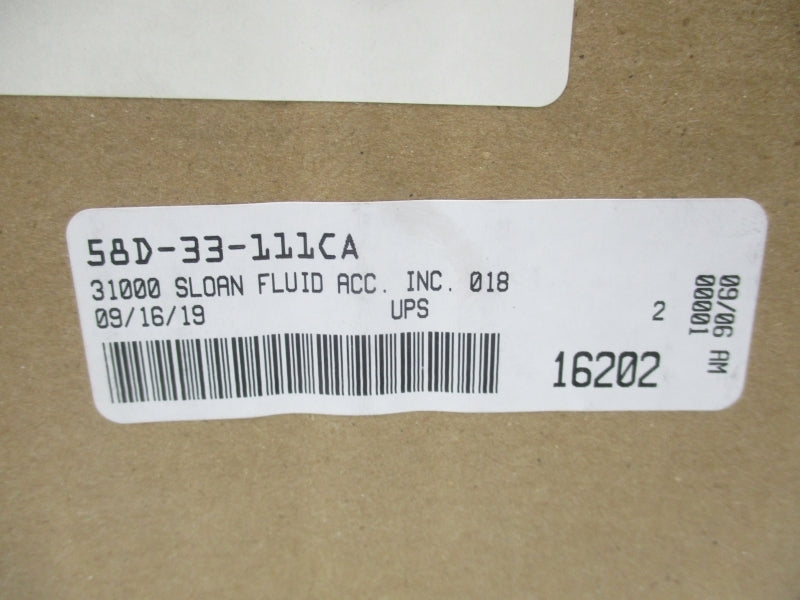 58D-33-111CA
31000 SLOAN FLUID ACC. INC. 018
09/16/19 UPS 2
16202
09/06 AM
00001